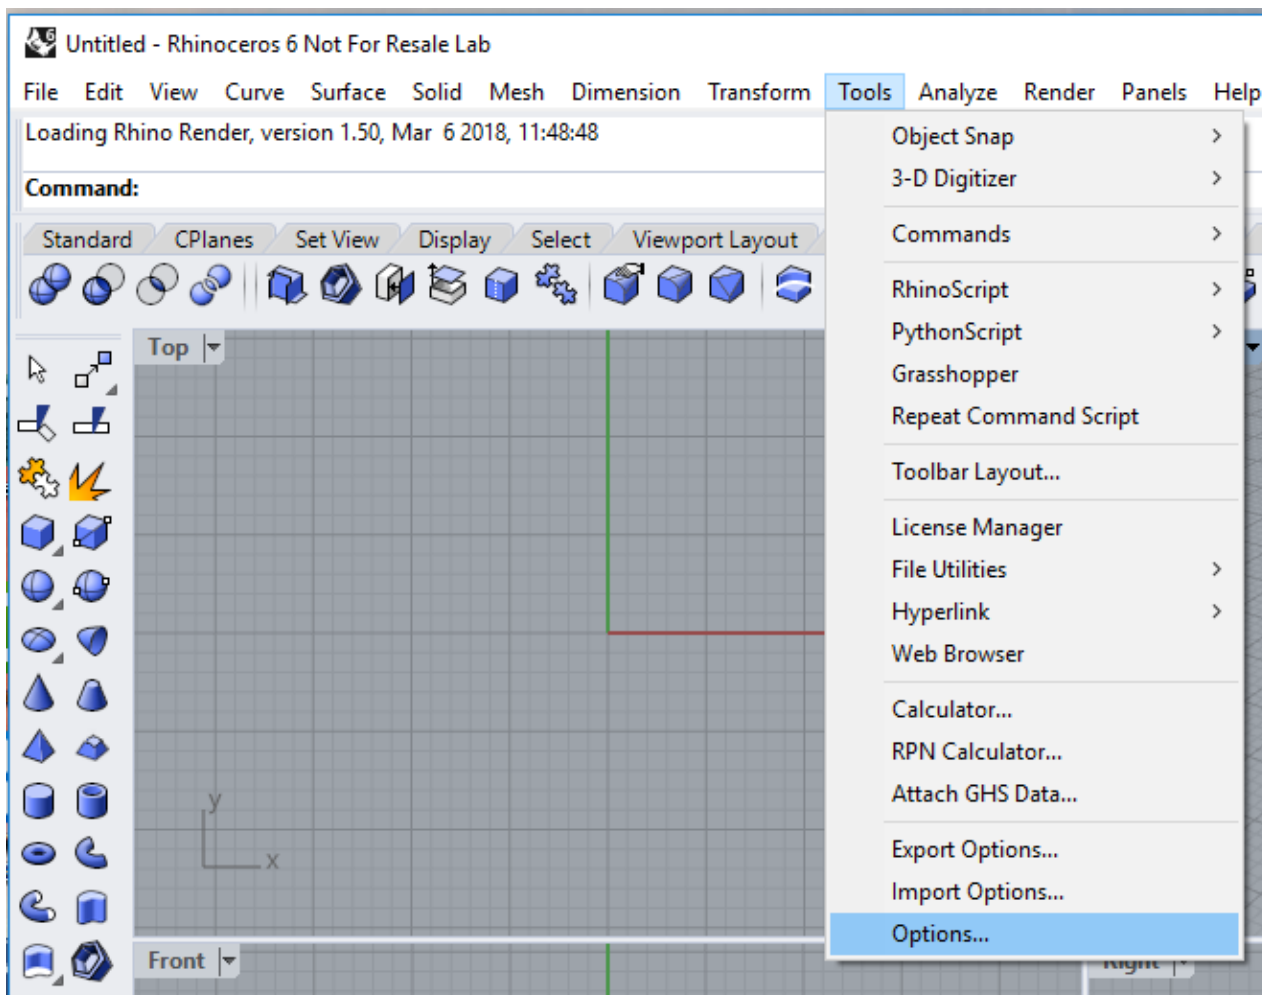 Untitled - Rhinoceros 6 Not For Resale Lab
File Edit View Curve Surface Solid Mesh Dimension Transform Tools Analyze Render Panels Help
Loading Rhino Render, version 1.50, Mar 6 2018, 11:48:48
Command:
Standard CPlanes Set View Display Select Viewport Layout
Top
y
x
Front
Right
Object Snap
3-D Digitizer
Commands
RhinoScript
PythonScript
Grasshopper
Repeat Command Script
Toolbar Layout...
License Manager
File Utilities
Hyperlink
Web Browser
Calculator...
RPN Calculator...
Attach GHS Data...
Export Options...
Import Options...
Options...